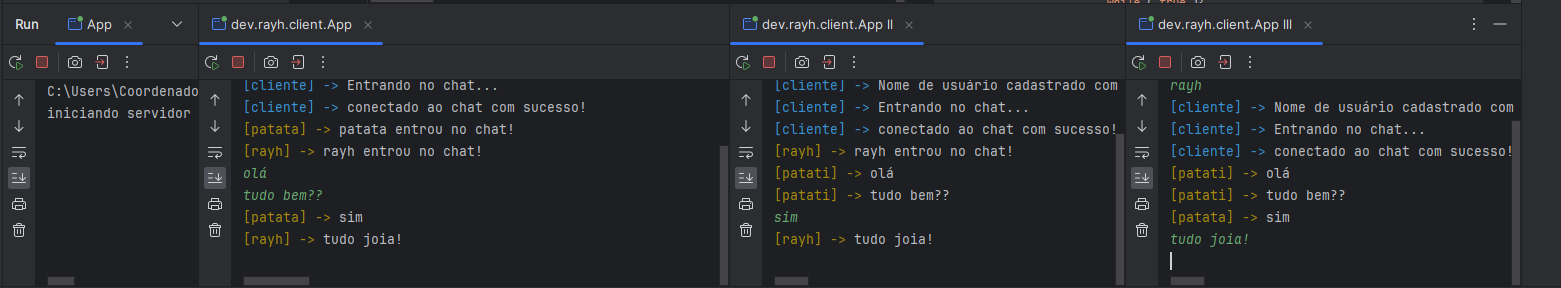 while( true ){
Run
App
dev.rayh.client.App
dev.rayh.client.App II
dev.rayh.client.App III
C:\Users\Coordenado
iniciando servidor
[cliente] -> Entrando no chat...
[cliente] -> conectado ao chat com sucesso!
[patata] -> patata entrou no chat!
[rayh] -> rayh entrou no chat!
olá
tudo bem??
[patata] -> sim
[rayh] -> tudo joia!
[cliente] -> Nome de usuário cadastrado com
[cliente] -> Entrando no chat...
[cliente] -> conectado ao chat com sucesso!
[rayh] -> rayh entrou no chat!
[patati] -> olá
[patati] -> tudo bem??
sim
[rayh] -> tudo joia!
rayh
[cliente] -> Nome de usuário cadastrado com
[cliente] -> Entrando no chat...
[cliente] -> conectado ao chat com sucesso!
[patati] -> olá
[patati] -> tudo bem??
[patata] -> sim
tudo joia!